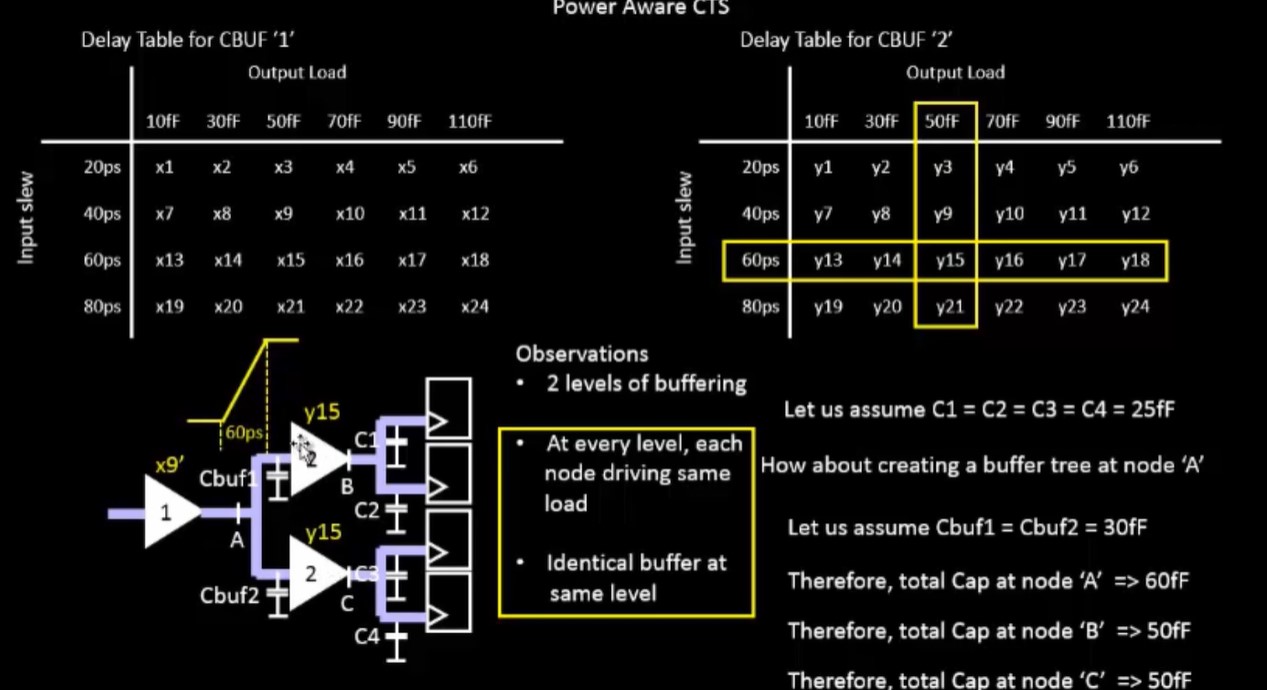 Power Aware CTS
Delay Table for CBUF '1'
Output Load
10fF 30fF 50fF 70fF 90fF 110fF
Input slew
20ps x1 x2 x3 x4 x5 x6
40ps x7 x8 x9 x10 x11 x12
60ps x13 x14 x15 x16 x17 x18
80ps x19 x20 x21 x22 x23 x24
Delay Table for CBUF '2'
Output Load
10fF 30fF 50fF 70fF 90fF 110fF
Input slew
20ps y1 y2 y3 y4 y5 y6
40ps y7 y8 y9 y10 y11 y12
60ps y13 y14 y15 y16 y17 y18
80ps y19 y20 y21 y22 y23 y24
60ps
x9'
1
A
Cbuf1
y15
2
B
C1
C2
Cbuf2
y15
2
C
C3
C4
Observations
• 2 levels of buffering
• At every level, each
node driving same
load
• Identical buffer at
same level
Let us assume C1 = C2 = C3 = C4 = 25fF
How about creating a buffer tree at node 'A'
Let us assume Cbuf1 = Cbuf2 = 30fF
Therefore, total Cap at node 'A' => 60fF
Therefore, total Cap at node 'B' => 50fF
Therefore, total Cap at node 'C' => 50fF